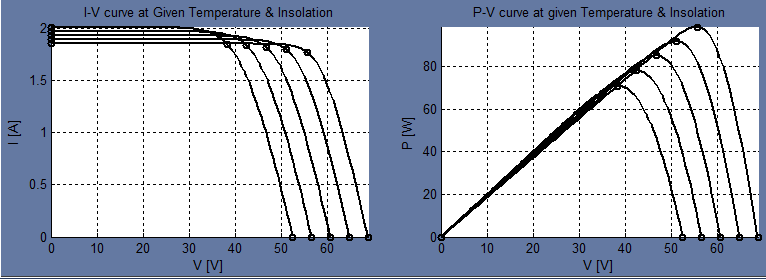 I-V curve at Given Temperature & Insolation
I [A]
2
1.5
1
0.5
0
0 10 20 30 40 50 60
V [V]
P-V curve at given Temperature & Insolation
P [W]
80
60
40
20
0
0 10 20 30 40 50 60
V [V]